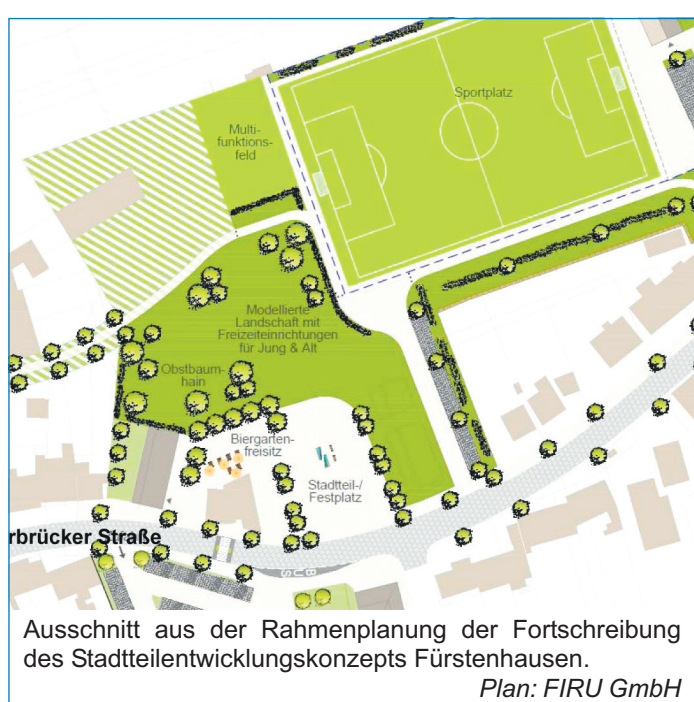 Sportplatz
Multi-
funktions-
feld
Modellierte
Landschaft mit
Freizeiteinrichtungen
für Jung & Alt
Obstbaum-
hain
Biergarten-
freisitz
Stadtteil-/
Festplatz
rbrücker Straße
BUS
Ausschnitt aus der Rahmenplanung der Fortschreibung
des Stadtteilentwicklungskonzepts Fürstenhausen.
Plan: FIRU GmbH